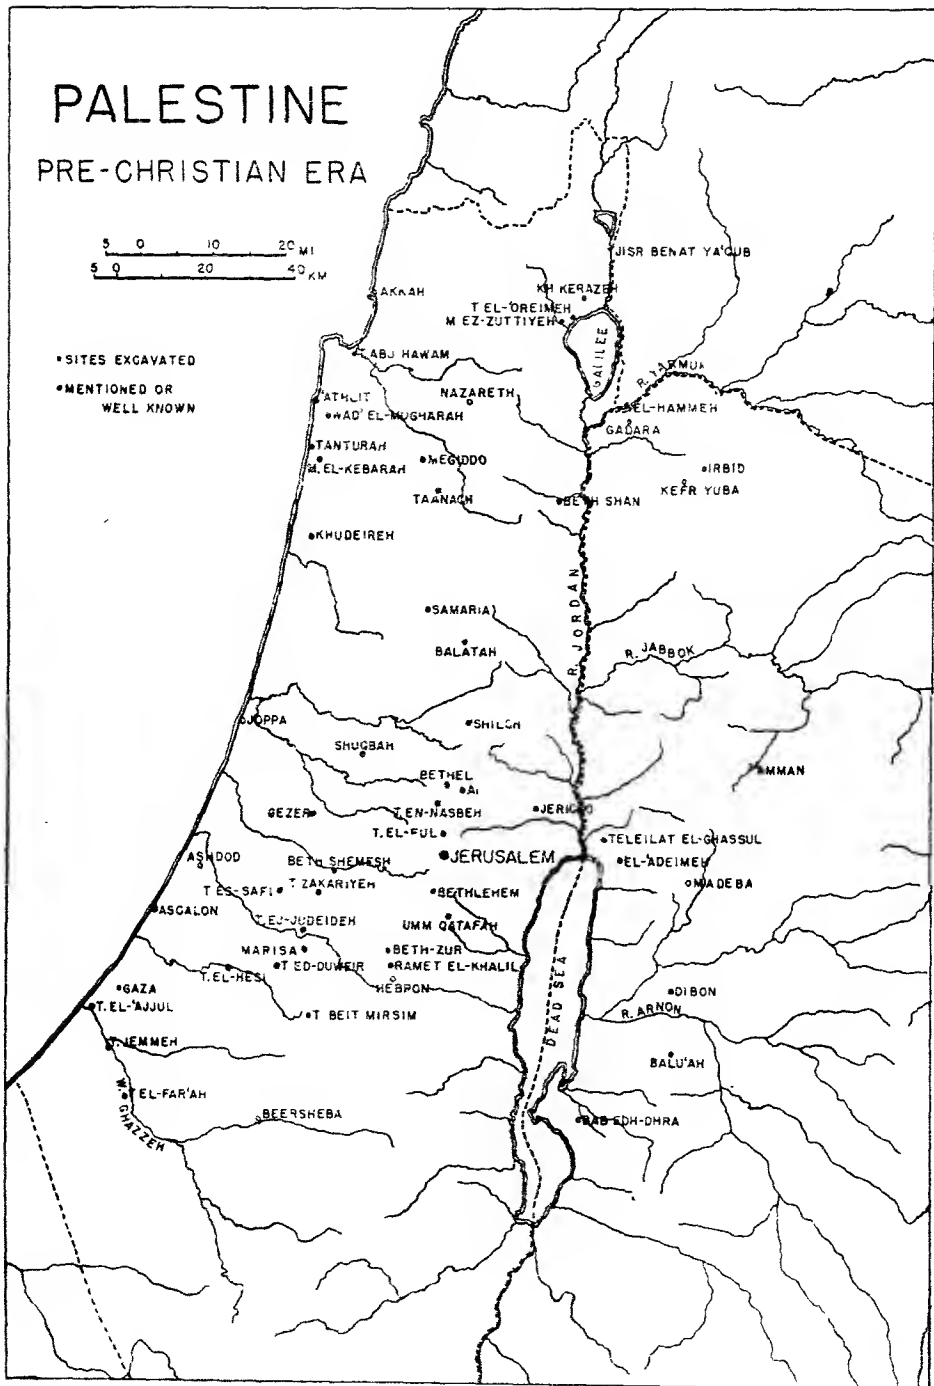 PALESTINE
PRE-CHRISTIAN ERA
5 0 10 20 MI
5 0 20 40 KM
•SITES EXCAVATED
•MENTIONED OR
WELL KNOWN
JISR BENAT YA'QUB
AKKAH
KH KERAZEH
T EL-'OREIMEH
M EZ-ZUTTIYEH
GALILEE
ABU HAWAM
R. YARMUK
NAZARETH
'ATHLIT
EL-HAMMEH
WAD' EL-MUGHARAH
GADARA
TANTURAH
MEGIDDO
M. EL-KEBARAH
IRBID
KEFR YUBA
TAANACH
BETH SHAN
KHUDEIREH
R. JORDAN
SAMARIA
BALATAH
R. JABBOK
JOPPA
SHILOH
SHUQBAH
BETHEL
AI
AMMAN
GEZER
T. EN-NASBEH
JERICHO
T. EL-FUL
TELEILAT EL-GHASSUL
JERUSALEM
ASHDOD
BETH SHEMESH
EL-'ADEIMEH
T ES-SAFI
T ZAKARIYEH
BETHLEHEM
MADEBA
ASCALON
T. EJ-JUDEIDEH
UMM QATAFAH
MARISA
BETH-ZUR
T. EL-HESI
T ED-DUWEIR
RAMET EL-KHALIL
HEBRON
DEAD SEA
GAZA
DIBON
T. EL-'AJJUL
R. ARNON
T BEIT MIRSIM
T. JEMMEH
BALU'AH
T EL-FAR'AH
W. GHAZZEH
BEERSHEBA
BAB EDH-DHRA